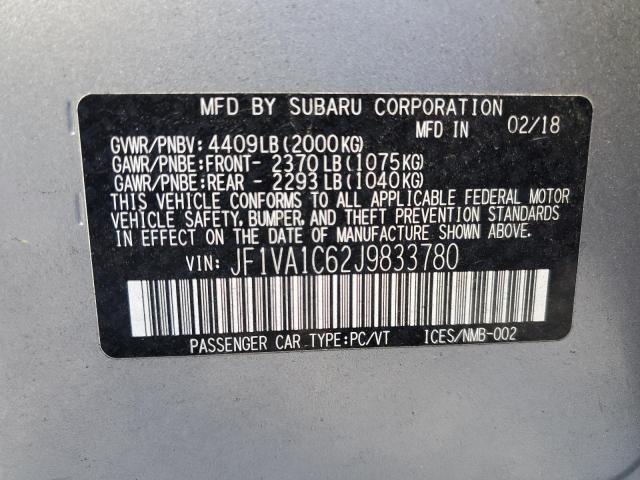 MFD BY SUBARU CORPORATION
MFD IN 02/18
GVWR/PNBV: 4409LB(2000KG)
GAWR/PNBE:FRONT- 2370LB(1075KG)
GAWR/PNBE:REAR - 2293LB(1040KG)
THIS VEHICLE CONFORMS TO ALL APPLICABLE FEDERAL MOTOR
VEHICLE SAFETY, BUMPER, AND THEFT PREVENTION STANDARDS
IN EFFECT ON THE DATE OF MANUFACTURE SHOWN ABOVE.
VIN: JF1VA1C62J9833780
PASSENGER CAR TYPE:PC/VT ICES/NMB-002